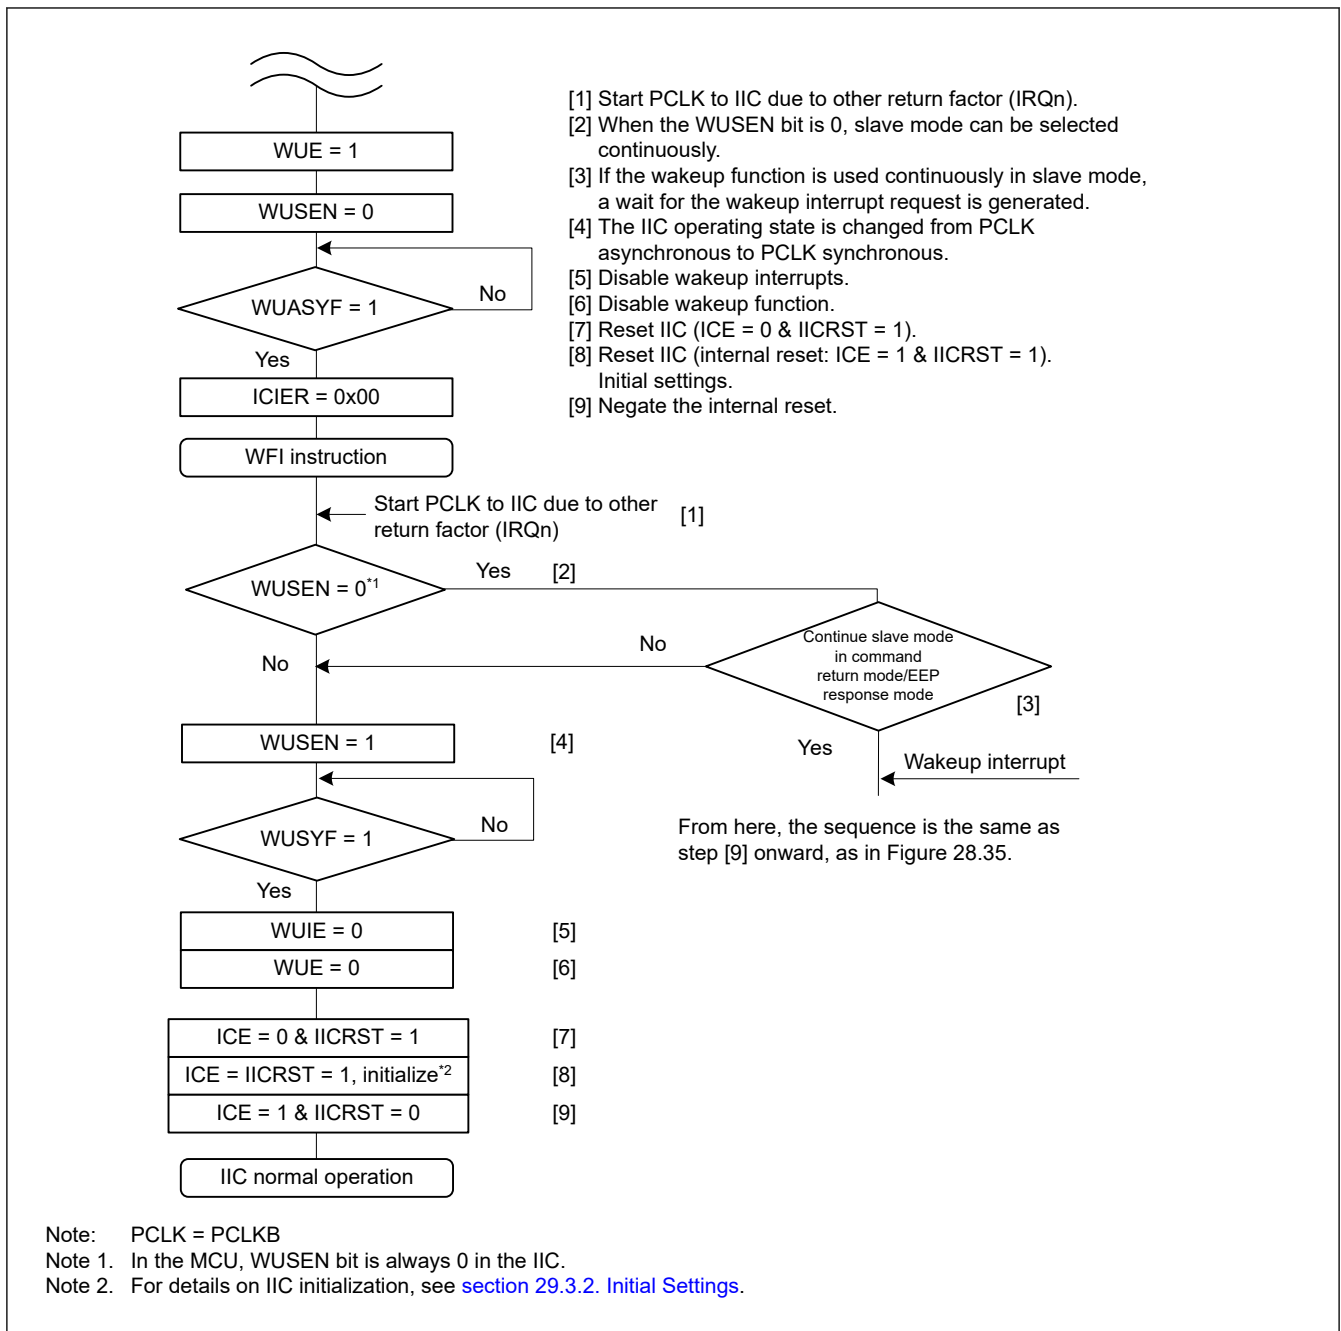 [1] Start PCLK to IIC due to other return factor (IRQn).
[2] When the WUSEN bit is 0, slave mode can be selected
continuously.
[3] If the wakeup function is used continuously in slave mode,
a wait for the wakeup interrupt request is generated.
[4] The IIC operating state is changed from PCLK
asynchronous to PCLK synchronous.
[5] Disable wakeup interrupts.
[6] Disable wakeup function.
[7] Reset IIC (ICE = 0 & IICRST = 1).
[8] Reset IIC (internal reset: ICE = 1 & IICRST = 1).
Initial settings.
[9] Negate the internal reset.
WUE = 1
WUSEN = 0
WUASYF = 1
No
Yes
ICIER = 0x00
WFI instruction
Start PCLK to IIC due to other
return factor (IRQn)
[1]
WUSEN = 0*1
Yes
[2]
No
Continue slave mode
in command
return mode/EEP
response mode
No
[3]
Yes
Wakeup interrupt
From here, the sequence is the same as
step [9] onward, as in Figure 28.35.
WUSEN = 1
[4]
WUSYF = 1
No
Yes
WUIE = 0
[5]
WUE = 0
[6]
ICE = 0 & IICRST = 1
[7]
ICE = IICRST = 1, initialize*2
[8]
ICE = 1 & IICRST = 0
[9]
IIC normal operation
Note: PCLK = PCLKB
Note 1. In the MCU, WUSEN bit is always 0 in the IIC.
Note 2. For details on IIC initialization, see section 29.3.2. Initial Settings.